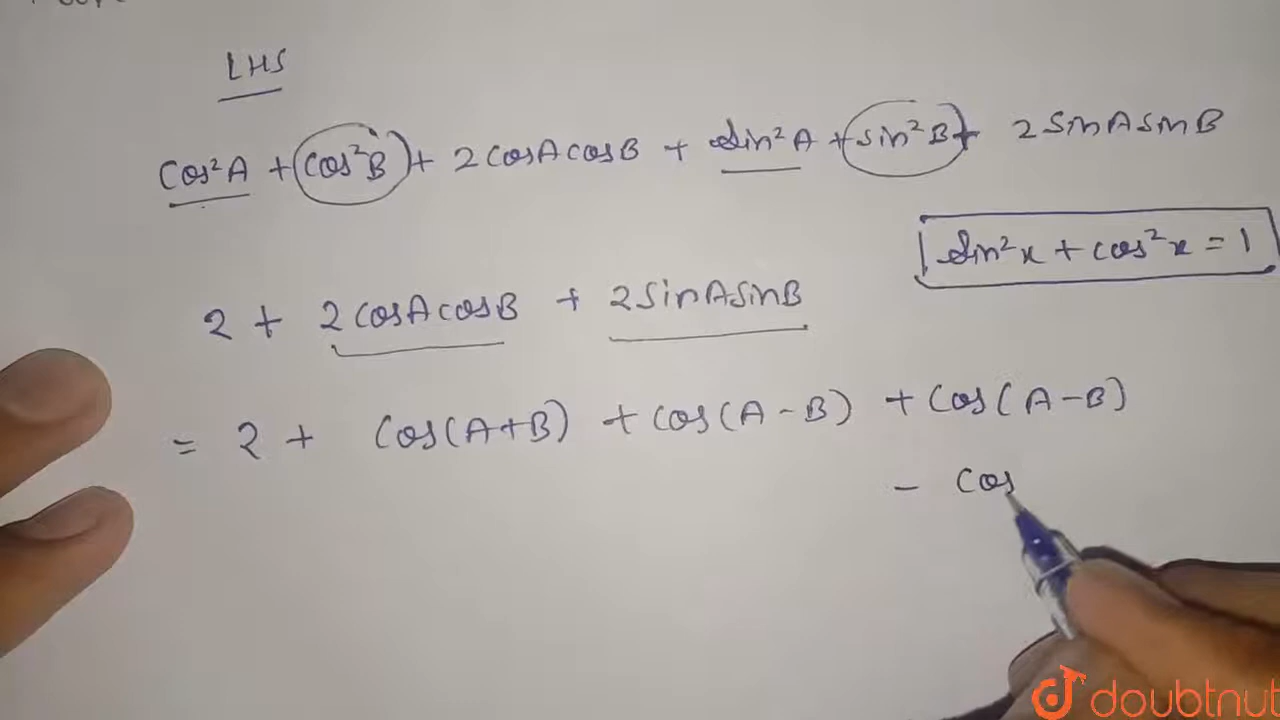 LHS
cos²A + cos²B + 2cosAcosB + sin²A + sin²B + 2sinAsinB
sin²x + cos²x = 1
2 + 2cosAcosB + 2sinAsinB
= 2 + cos(A+B) + cos(A-B) + cos(A-B)
- cos
doubtnut